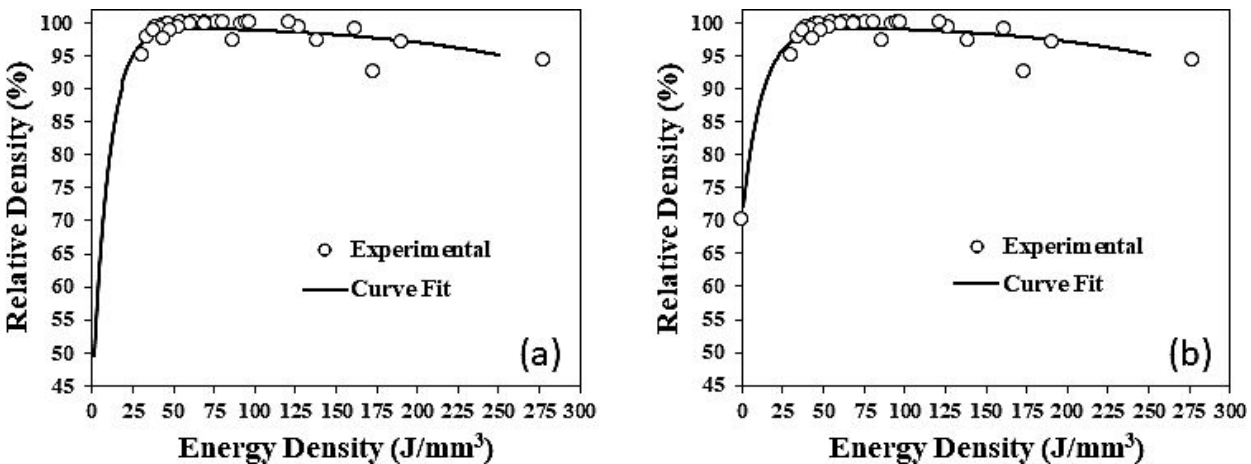 Relative Density (%)
100
95
90
85
80
75
70
65
60
55
50
45
Experimental
Curve Fit
(a)
0 25 50 75 100 125 150 175 200 225 250 275 300
Energy Density (J/mm³)
Relative Density (%)
100
95
90
85
80
75
70
65
60
55
50
45
Experimental
Curve Fit
(b)
0 25 50 75 100 125 150 175 200 225 250 275 300
Energy Density (J/mm³)